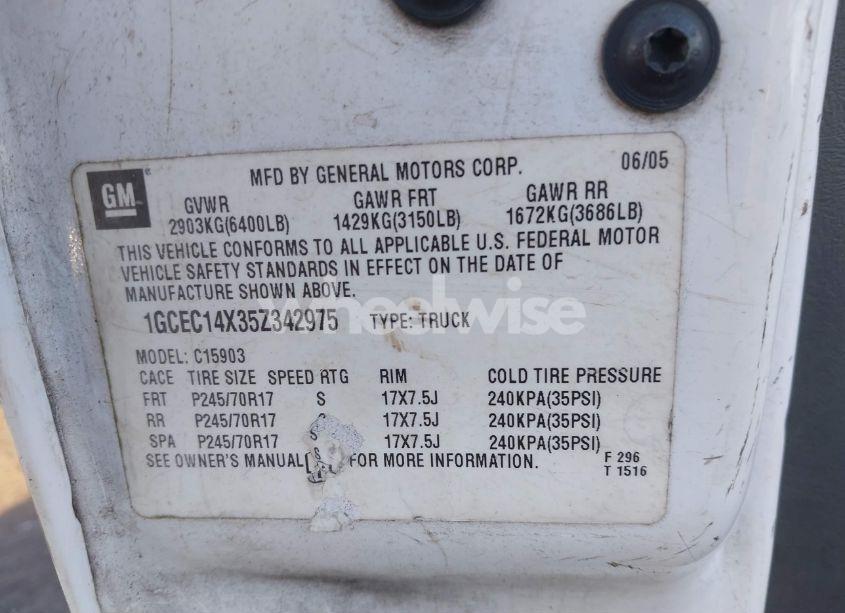 MFD BY GENERAL MOTORS CORP. 06/05
GM
GVWR GAWR FRT GAWR RR
2903KG(6400LB) 1429KG(3150LB) 1672KG(3686LB)
THIS VEHICLE CONFORMS TO ALL APPLICABLE U.S. FEDERAL MOTOR
VEHICLE SAFETY STANDARDS IN EFFECT ON THE DATE OF
MANUFACTURE SHOWN ABOVE.
wheelwise
1GCEC14X35Z342975 TYPE: TRUCK
MODEL: C15903
CACE TIRE SIZE SPEED RTG RIM COLD TIRE PRESSURE
FRT P245/70R17 S 17X7.5J 240KPA(35PSI)
RR P245/70R17 S 17X7.5J 240KPA(35PSI)
SPA P245/70R17 S 17X7.5J 240KPA(35PSI)
SEE OWNER'S MANUAL FOR MORE INFORMATION.
F 296
T 1516